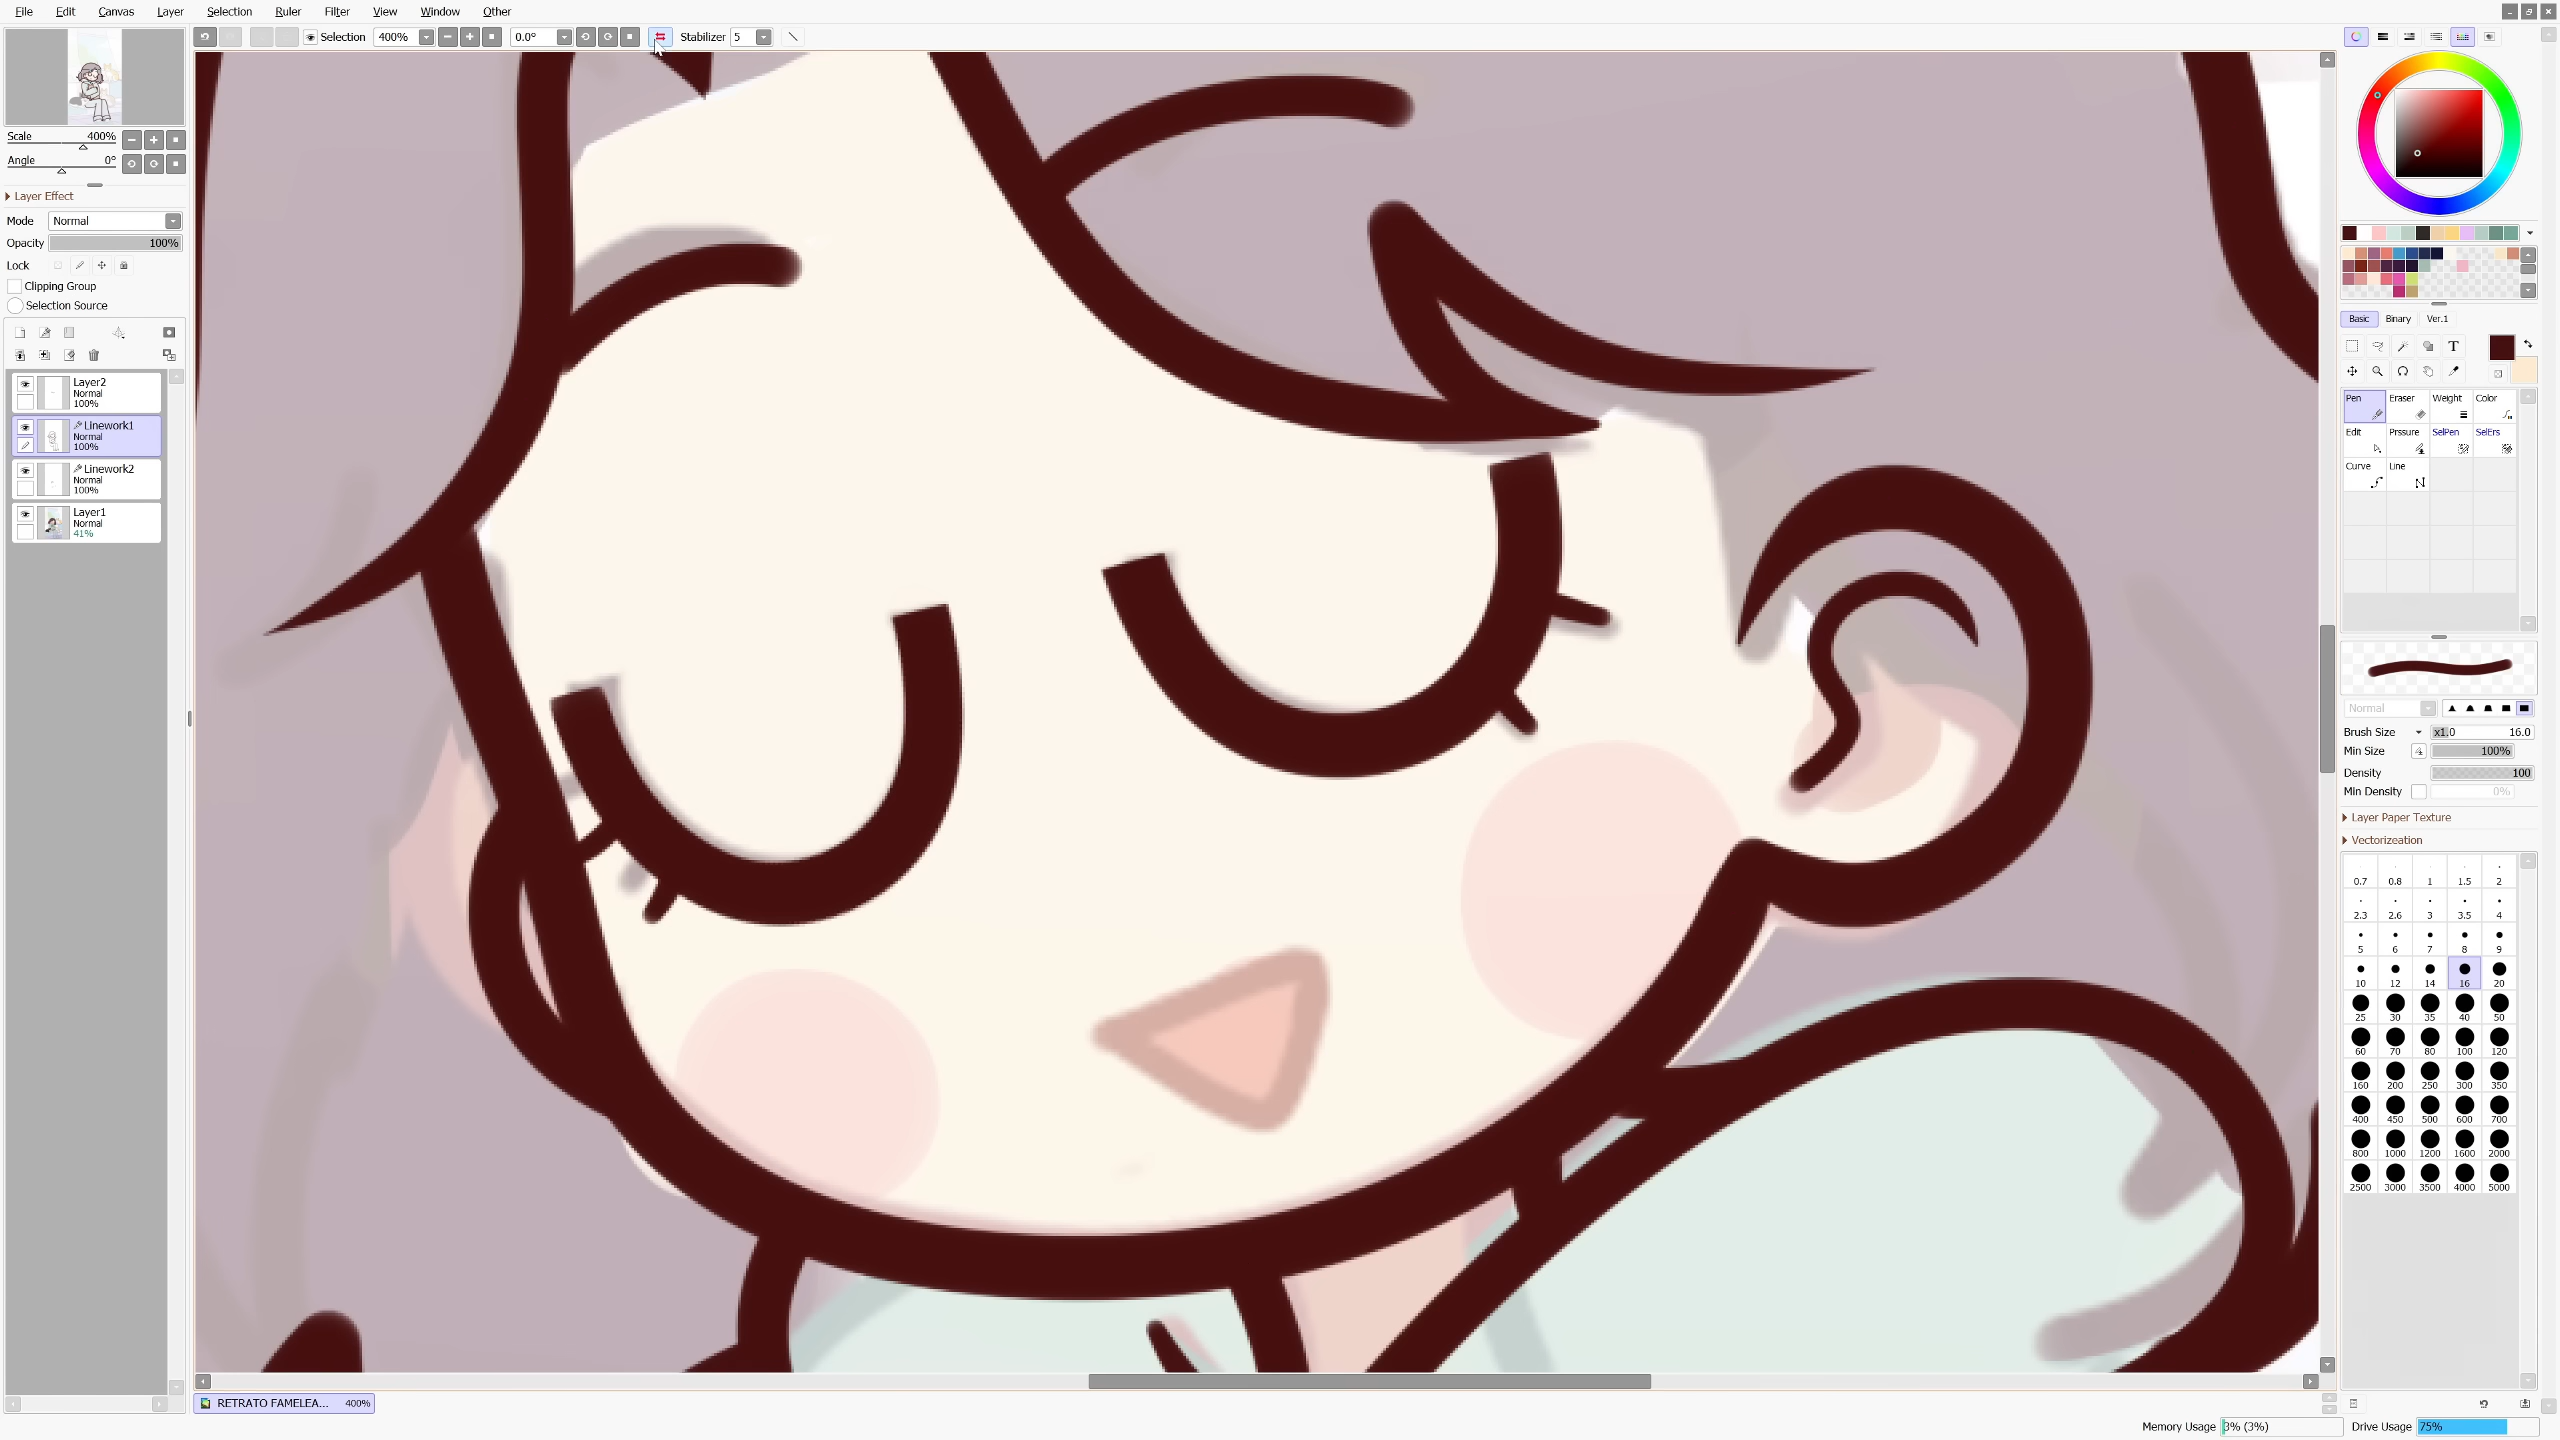 File Edit Canvas Layer Selection Ruler Filter View Window Other
Selection 400% 0.0° Stabilizer 5
Scale 400%
Angle 0°
Layer Effect
Mode Normal
Opacity 100%
Lock
Clipping Group
Selection Source
Layer2
Normal
100%
Linework1
Normal
100%
Linework2
Normal
100%
Layer1
Normal
41%
RETRATO FAMELEA... 400%
Basic Binary Ver.1
T
Pen Eraser Weight Color
Edit Prssure SelPen SelErs
Curve Line
Normal
Brush Size x1.0 16.0
Min Size 100%
Density 100
Min Density 0%
Layer Paper Texture
Vectorizeation
0.7 0.8 1 1.5 2
2.3 2.6 3 3.5 4
5 6 7 8 9
10 12 14 16 20
25 30 35 40 50
60 70 80 100 120
160 200 250 300 350
400 450 500 600 700
800 1000 1200 1600 2000
2500 3000 3500 4000 5000
Memory Usage 3% (3%) Drive Usage 75%